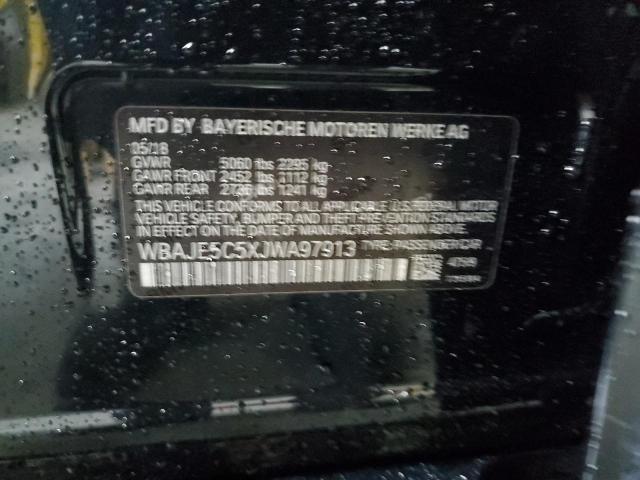 MFD BY BAYERISCHE MOTOREN WERKE AG
05/18
GVWR 5060 lbs 2295 kg
GAWR FRONT 2452 lbs 1112 kg
GAWR REAR 2736 lbs 1241 kg
THIS VEHICLE CONFORMS TO ALL APPLICABLE U.S. FEDERAL MOTOR
VEHICLE SAFETY, BUMPER AND THEFT PREVENTION STANDARDS
IN EFFECT ON THE DATE OF MANUFACTURE SHOWN ABOVE.
WBAJE5C5XJWA97913 TYPE: PASSENGER CAR